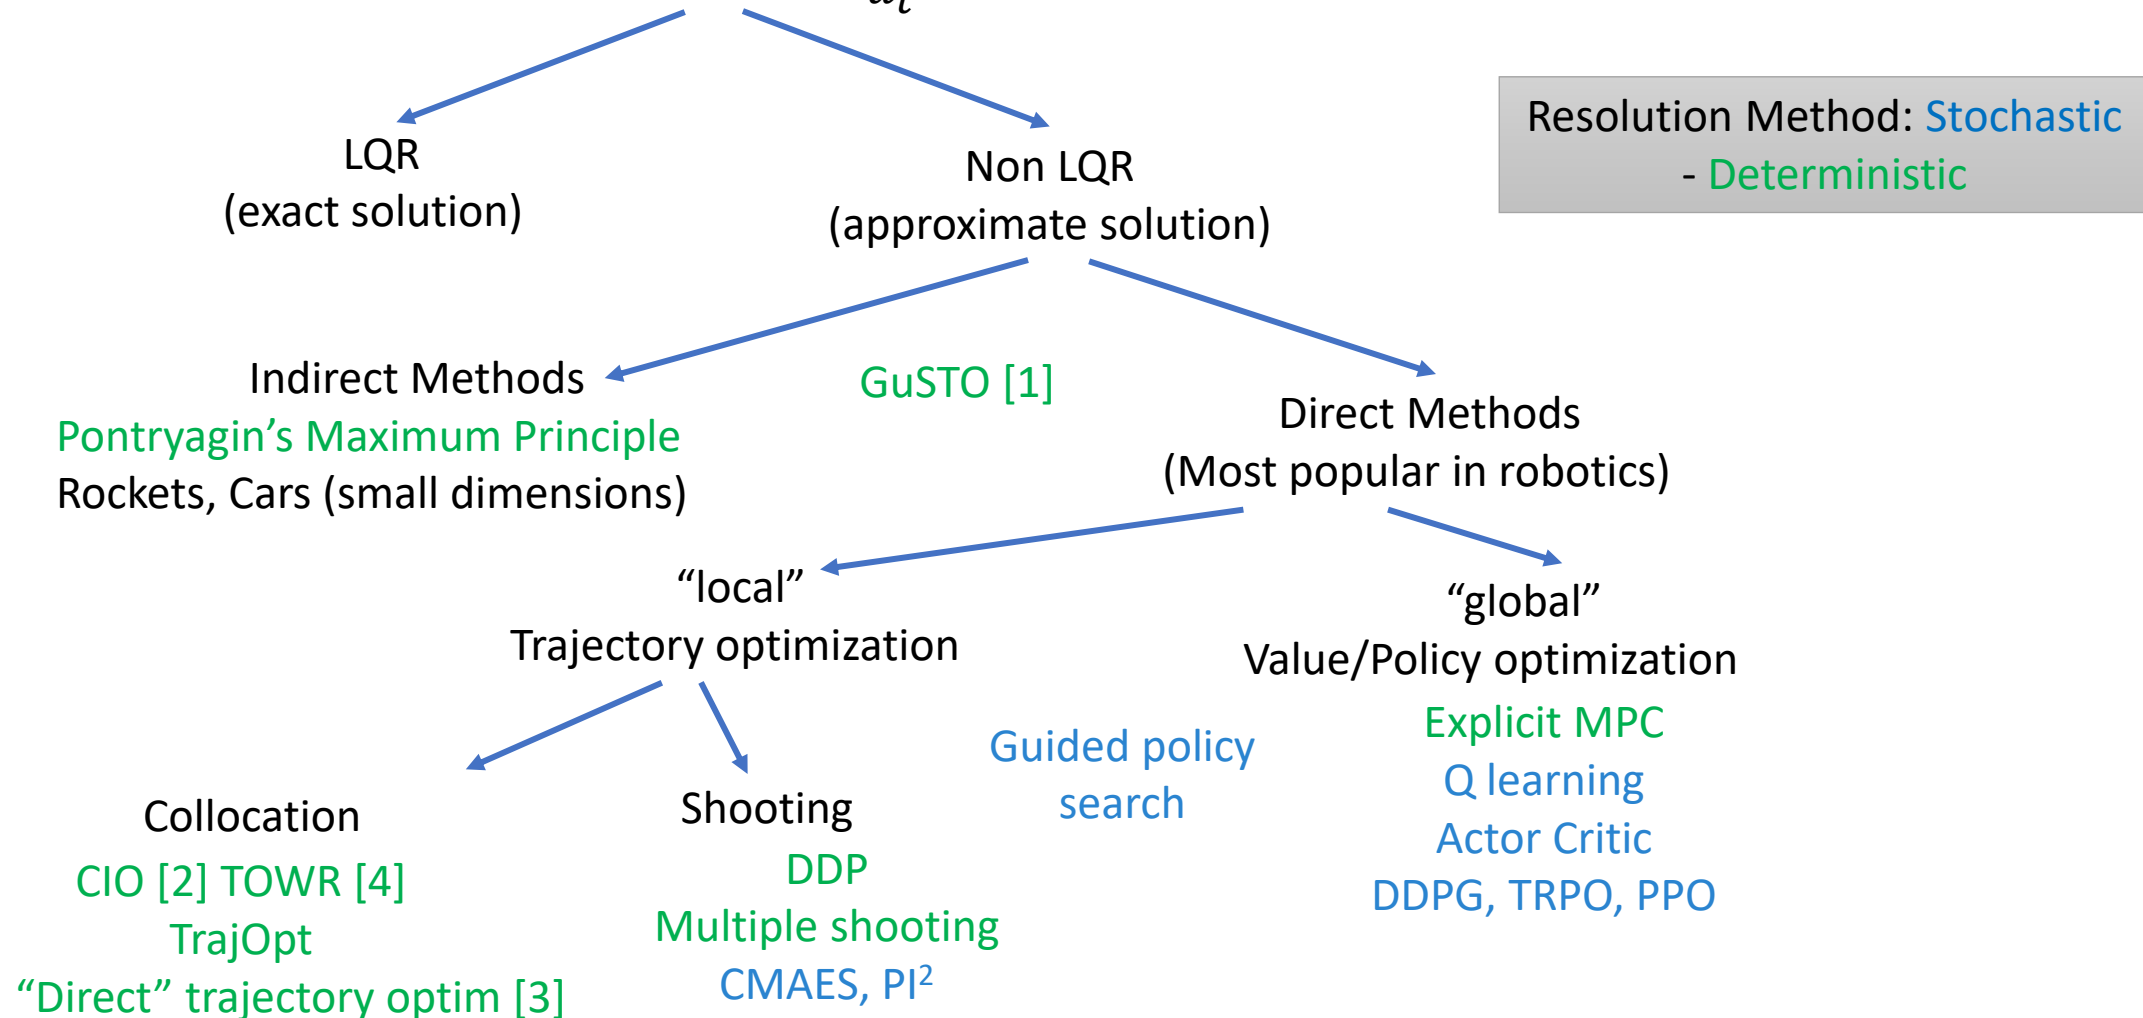 Resolution Method: Stochastic
- Deterministic
LQR
(exact solution)
Non LQR
(approximate solution)
Indirect Methods
Pontryagin’s Maximum Principle
Rockets, Cars (small dimensions)
GuSTO [1]
Direct Methods
(Most popular in robotics)
“local”
Trajectory optimization
“global”
Value/Policy optimization
Explicit MPC
Q learning
Actor Critic
DDPG, TRPO, PPO
Guided policy
search
Collocation
CIO [2] TOWR [4]
TrajOpt
“Direct” trajectory optim [3]
Shooting
DDP
Multiple shooting
CMAES, PI²